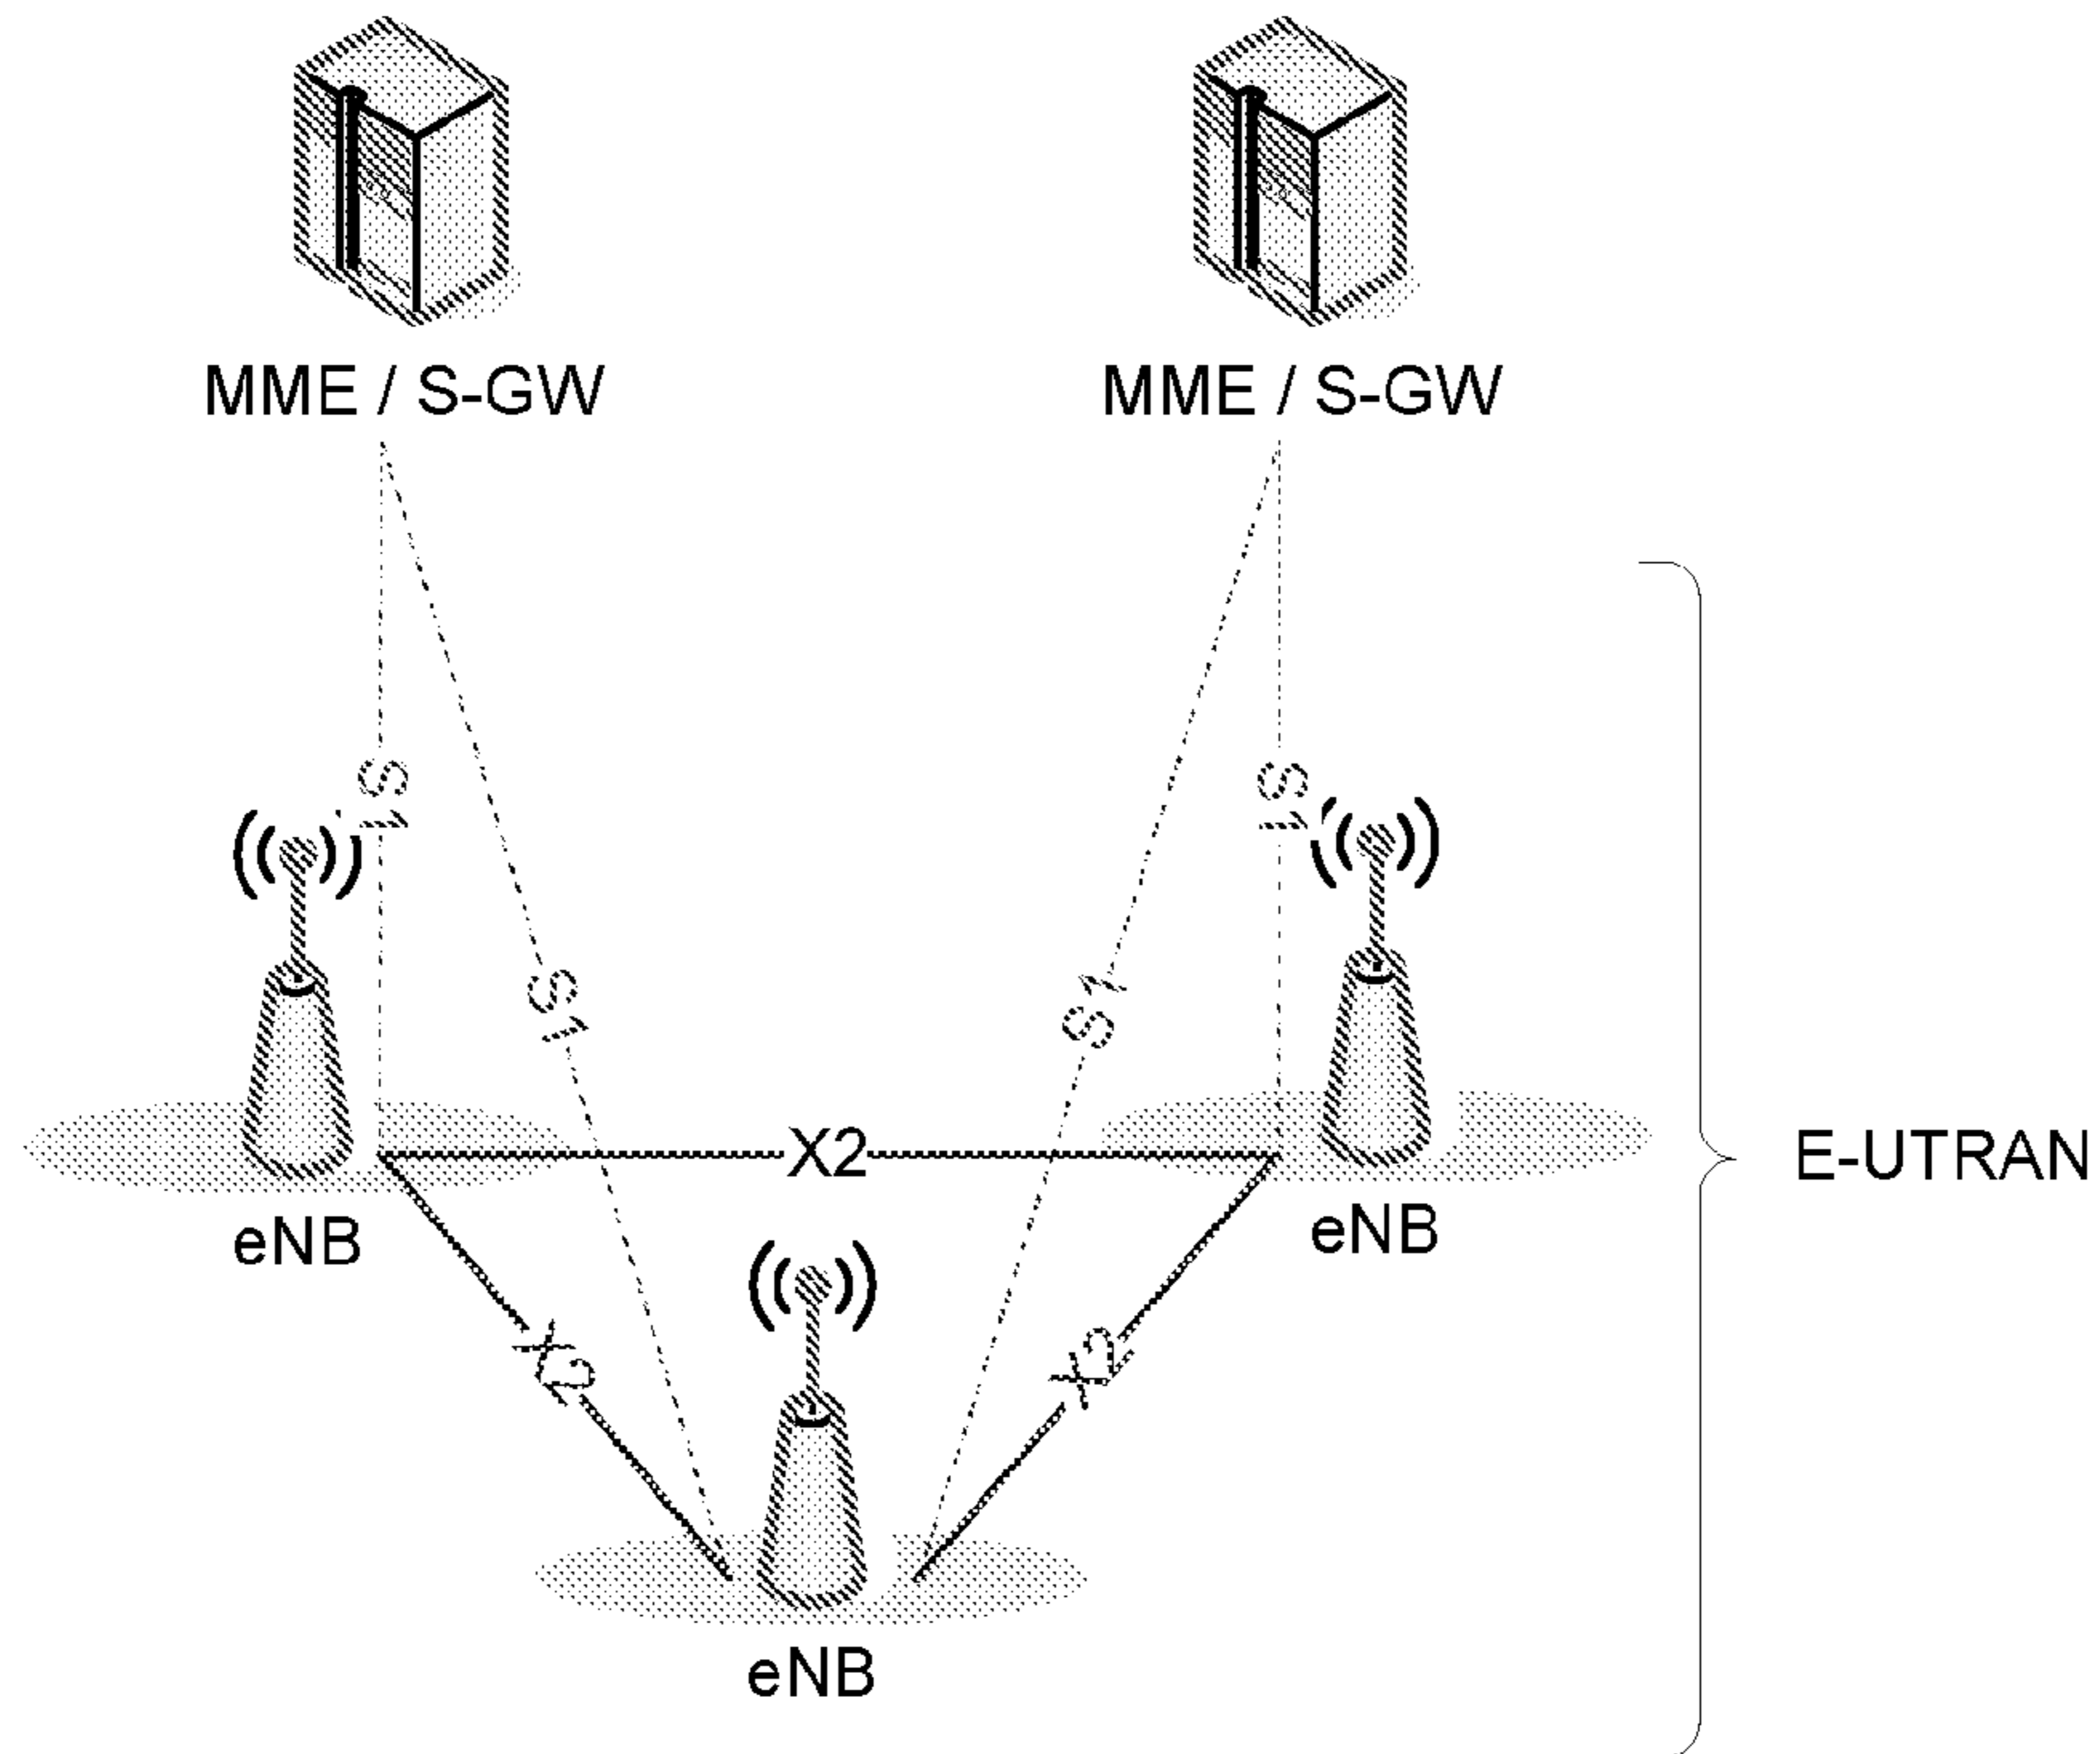 MME / S-GW
MME / S-GW
S1
S1
S1
S1
X2
E-UTRAN
eNB
eNB
X2
X2
eNB